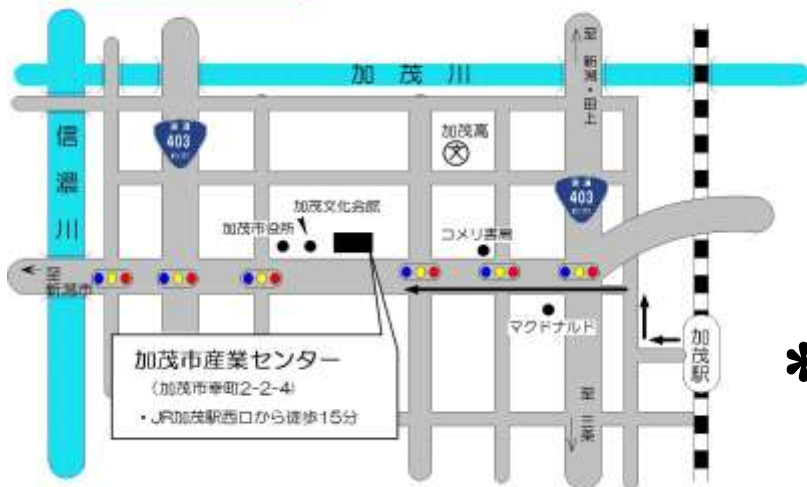 加茂川
至 新潟・田上
信濃川
403
加茂高
文
403
加茂文化会館
加茂市役所
コメリ書房
至新潟市
マクドナルド
加茂駅
加茂市産業センター
(加茂市幸町2-2-4)
・JR加茂駅西口から徒歩15分
至 三条
*